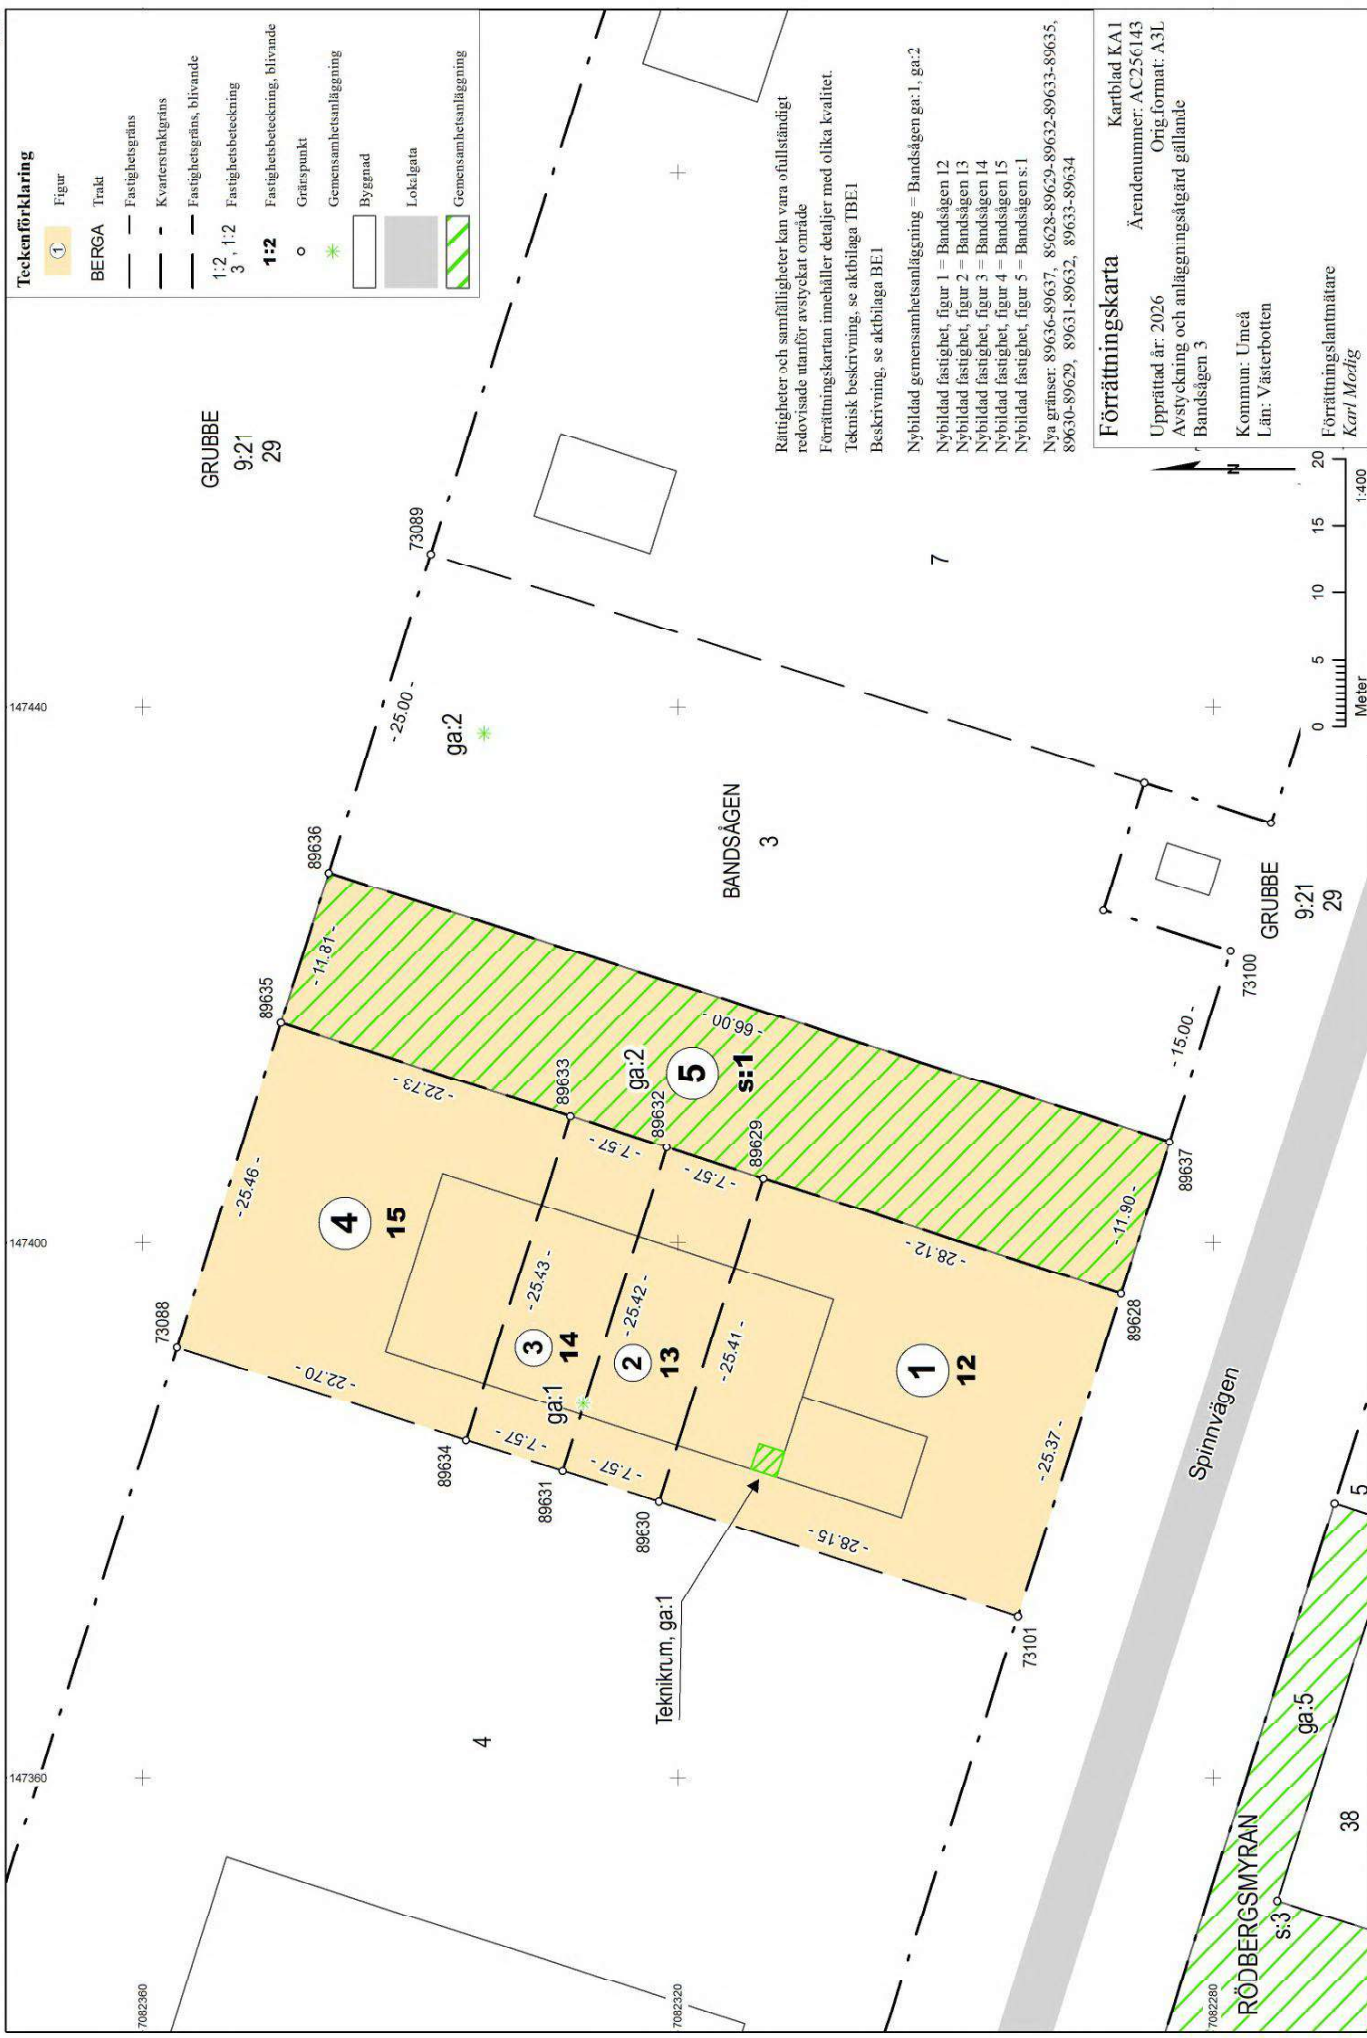 Teckenförklaring
1
Figur
BERGA
Trakt
Fastighetsgräns
Kvarterstraktgräns
Fastighetsgräns, blivande
1:2
3 , 1:2
Fastighetsbeteckning
1:2
Fastighetsbeteckning, blivande
Gränspunkt
Gemensamhetsanläggning
Byggnad
Lokalgata
Gemensamhetsanläggning
147440
147400
147360
7082360
7082320
7082280
GRUBBE
9:21
29
73089
- 25.00 -
ga:2
89636
- 11.81 -
89635
- 25.46 -
73088
4
15
- 22.73 -
- 22.70 -
89633
89634
- 25.43 -
3
14
- 7.57 -
- 7.57 -
ga:1
89632
89631
- 25.42 -
2
13
- 7.57 -
- 7.57 -
89629
89630
- 25.41 -
ga:2
5
s:1
- 66.00 -
BANDSÅGEN
3
7
4
Teknikrum, ga:1
1
12
- 28.12 -
- 28.15 -
89628
73101
- 25.37 -
- 11.90 -
89637
- 15.00 -
73100
GRUBBE
9:21
29
Spinnvägen
RÖDBERGSMYRAN
s:3
ga:5
38
5
Rättigheter och samfälligheter kan vara ofullständigt
redovisade utanför avstyckat område
Förrättningskartan innehåller detaljer med olika kvalitet.
Teknisk beskrivning, se aktbilaga TBE1
Beskrivning, se aktbilaga BE1
Nybildad gemensamhetsanläggning = Bandsågen ga:1, ga:2
Nybildad fastighet, figur 1 = Bandsågen 12
Nybildad fastighet, figur 2 = Bandsågen 13
Nybildad fastighet, figur 3 = Bandsågen 14
Nybildad fastighet, figur 4 = Bandsågen 15
Nybildad fastighet, figur 5 = Bandsågen s:1
Nya gränser: 89636-89637, 89628-89629-89632-89633-89635,
89630-89629, 89631-89632, 89633-89634
Förrättningskarta
Kartblad KA1
Ärendenummer: AC256143
Upprättad år: 2026
Orig.format: A3L
Avstyckning och anläggningsåtgärd gällande
Bandsågen 3
Kommun: Umeå
Län: Västerbotten
Förrättningslantmätare
Karl Modig
N
0 5 10 15 20
Meter
1:400